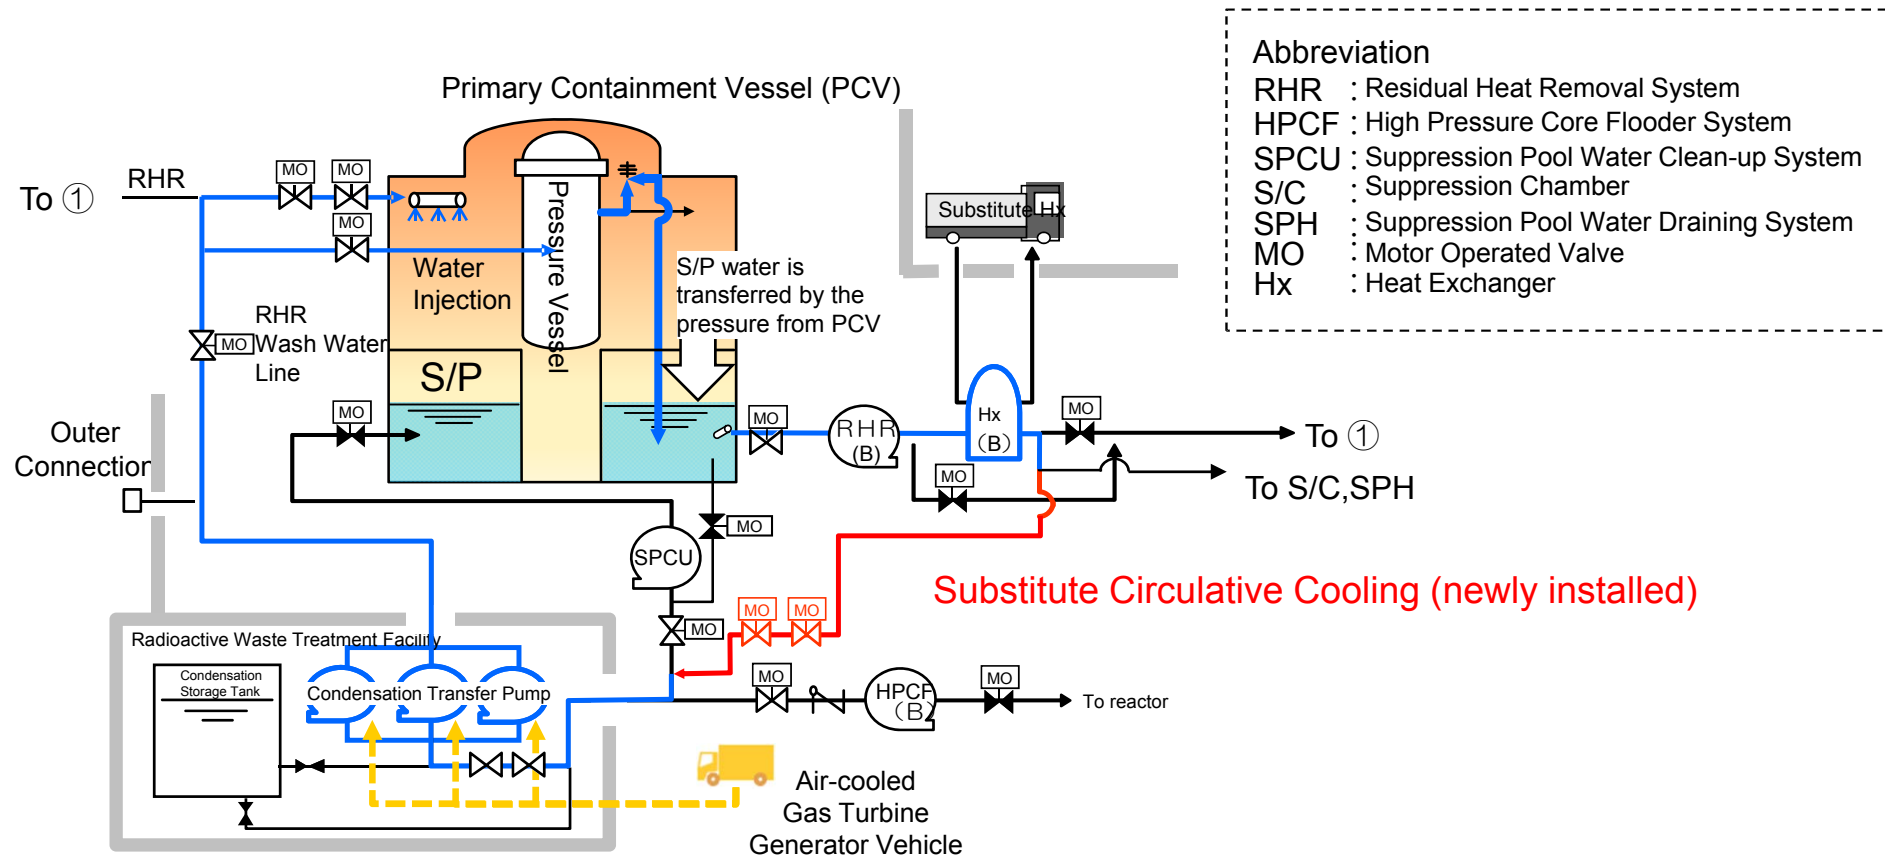 Abbreviation
RHR : Residual Heat Removal System
HPCF : High Pressure Core Flooder System
SPCU : Suppression Pool Water Clean-up System
S/C : Suppression Chamber
SPH : Suppression Pool Water Draining System
MO : Motor Operated Valve
Hx : Heat Exchanger
Primary Containment Vessel (PCV)
To ①
RHR
MO
MO
MO
Pressure Vessel
Water
Injection
S/P water is
transferred by the
pressure from PCV
Substitute Hx
RHR
Wash Water
Line
MO
S/P
MO
Outer
Connection
MO
RHR
(B)
Hx
(B)
MO
To ①
MO
To S/C,SPH
MO
SPCU
MO
Substitute Circulative Cooling (newly installed)
MO
MO
Radioactive Waste Treatment Facility
Condensation
Storage Tank
Condensation Transfer Pump
MO
HPCF
(B)
MO
To reactor
Air-cooled
Gas Turbine
Generator Vehicle